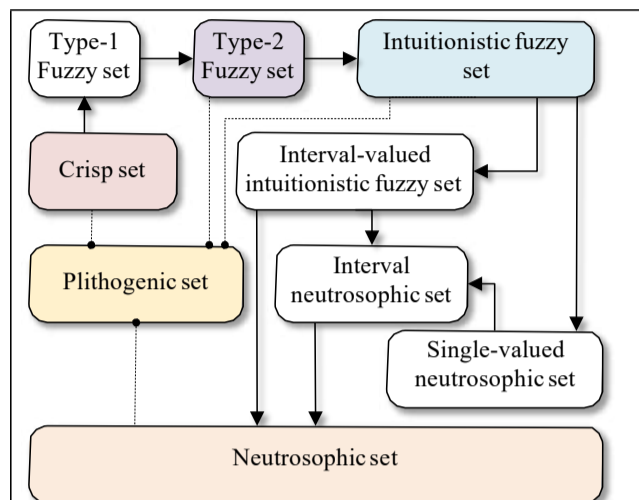 Type-1
Fuzzy set
Type-2
Fuzzy set
Intuitionistic fuzzy
set
Crisp set
Interval-valued
intuitionistic fuzzy set
Plithogenic set
Interval
neutrosophic set
Single-valued
neutrosophic set
Neutrosophic set